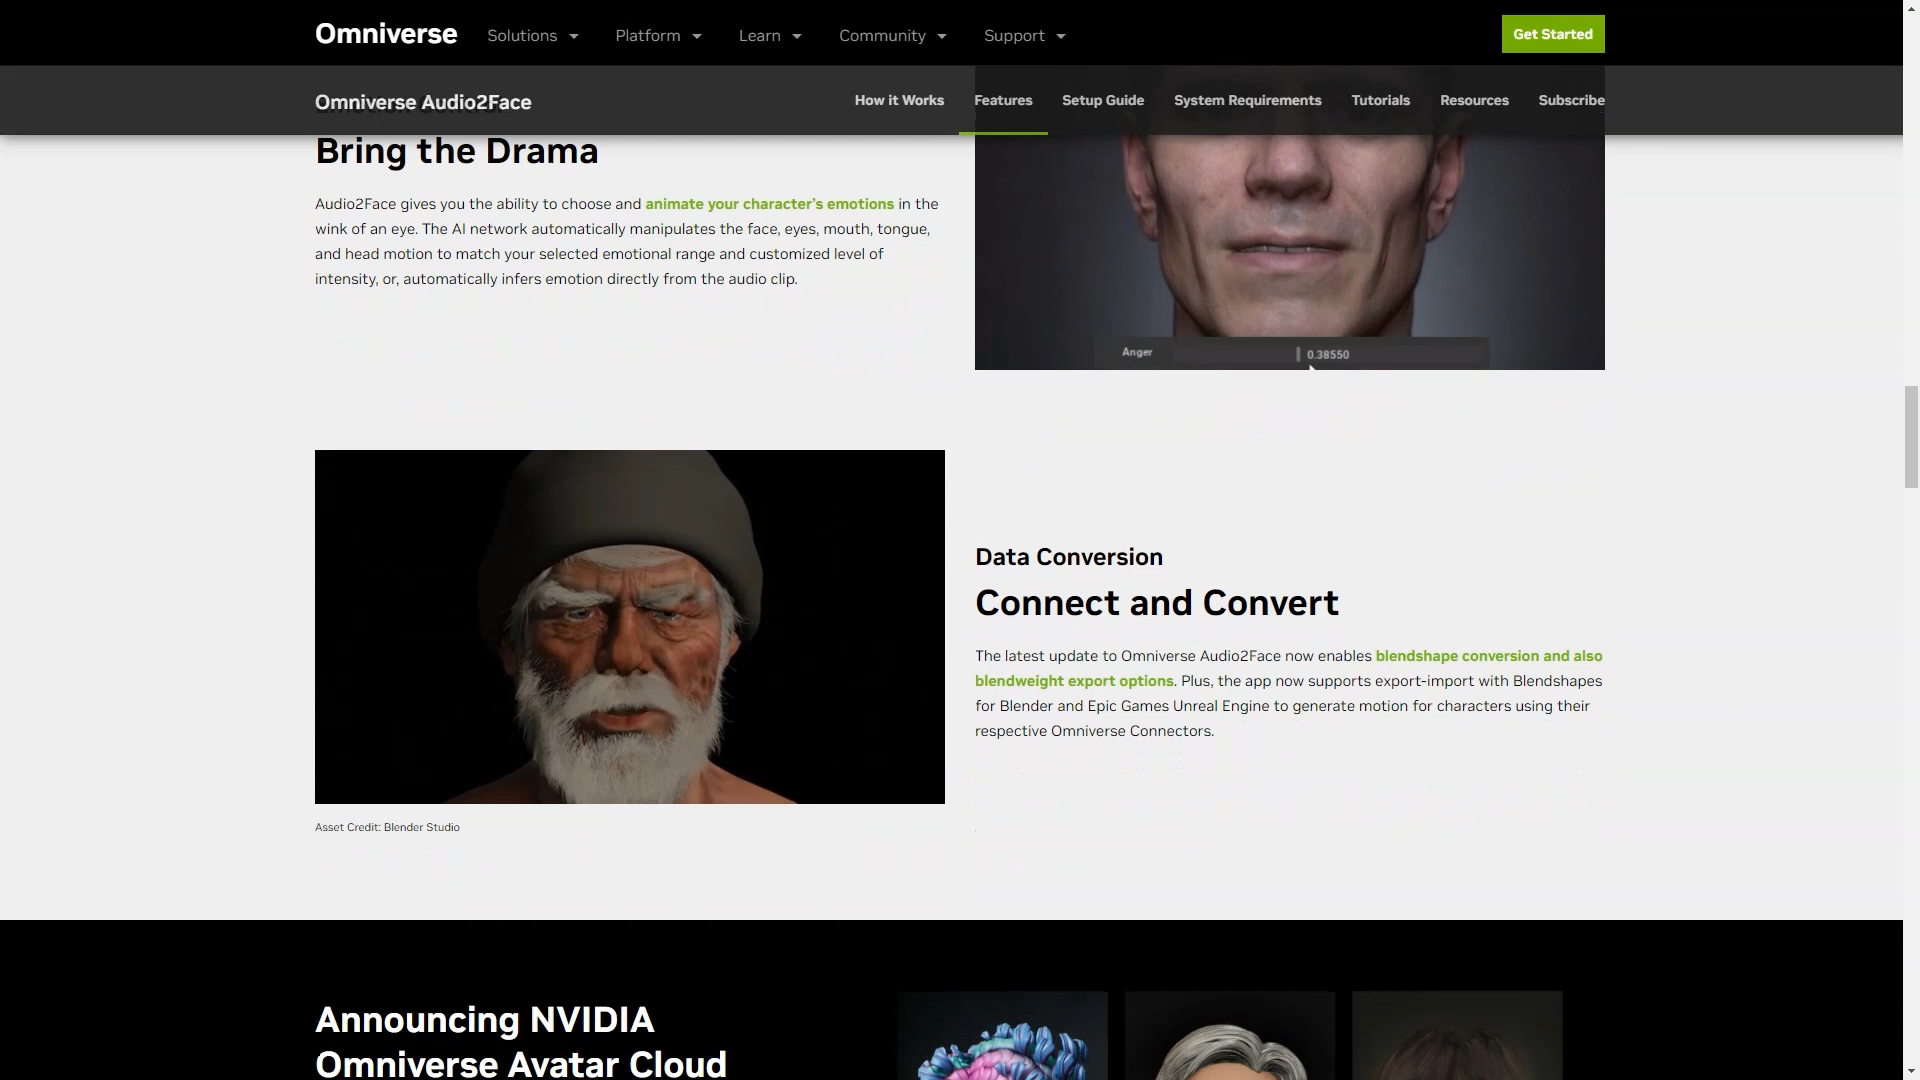 Omniverse Solutions Platform Learn Community Support Get Started
Omniverse Audio2Face How it Works Features Setup Guide System Requirements Tutorials Resources Subscribe
Bring the Drama
Audio2Face gives you the ability to choose and animate your character's emotions in the
wink of an eye. The AI network automatically manipulates the face, eyes, mouth, tongue,
and head motion to match your selected emotional range and customized level of
intensity, or, automatically infers emotion directly from the audio clip.
Anger 0.38550
Data Conversion
Connect and Convert
The latest update to Omniverse Audio2Face now enables blendshape conversion and also
blendweight export options. Plus, the app now supports export-import with Blendshapes
for Blender and Epic Games Unreal Engine to generate motion for characters using their
respective Omniverse Connectors.
Asset Credit: Blender Studio
Announcing NVIDIA
Omniverse Avatar Cloud